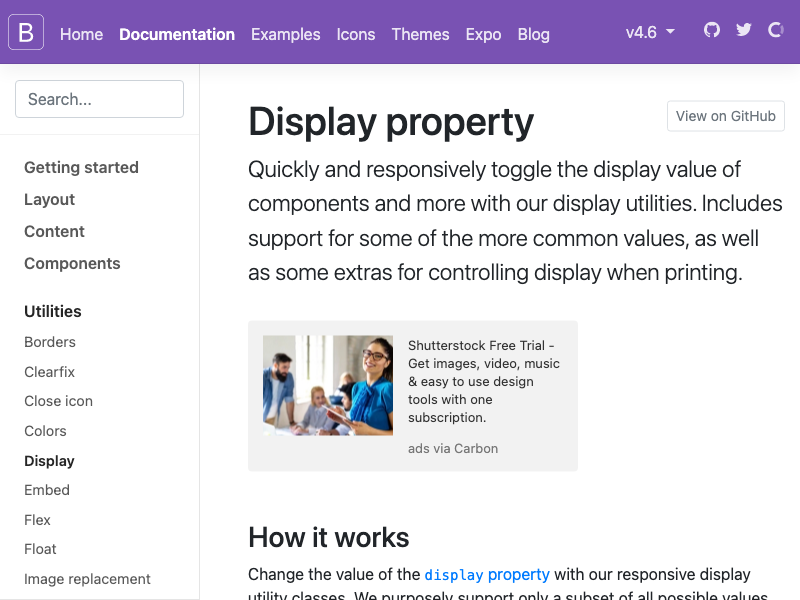 B Home Documentation Examples Icons Themes Expo Blog v4.6
Search...
Getting started
Layout
Content
Components
Utilities
Borders
Clearfix
Close icon
Colors
Display
Embed
Flex
Float
Image replacement
Display property
View on GitHub
Quickly and responsively toggle the display value of
components and more with our display utilities. Includes
support for some of the more common values, as well
as some extras for controlling display when printing.
Shutterstock Free Trial -
Get images, video, music
& easy to use design
tools with one
subscription.
ads via Carbon
How it works
Change the value of the display property with our responsive display
utility classes. We purposely support only a subset of all possible values